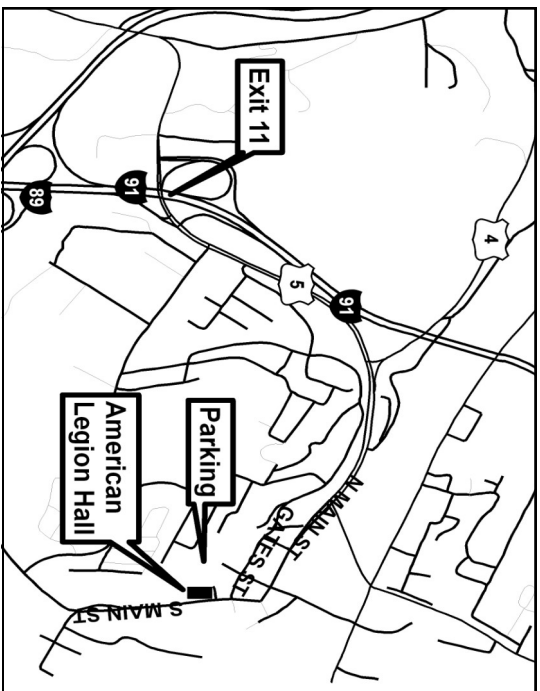 Exit 11
4
91
89
5
91
N MAIN ST
GATES ST
Parking
American
Legion Hall
S MAIN ST